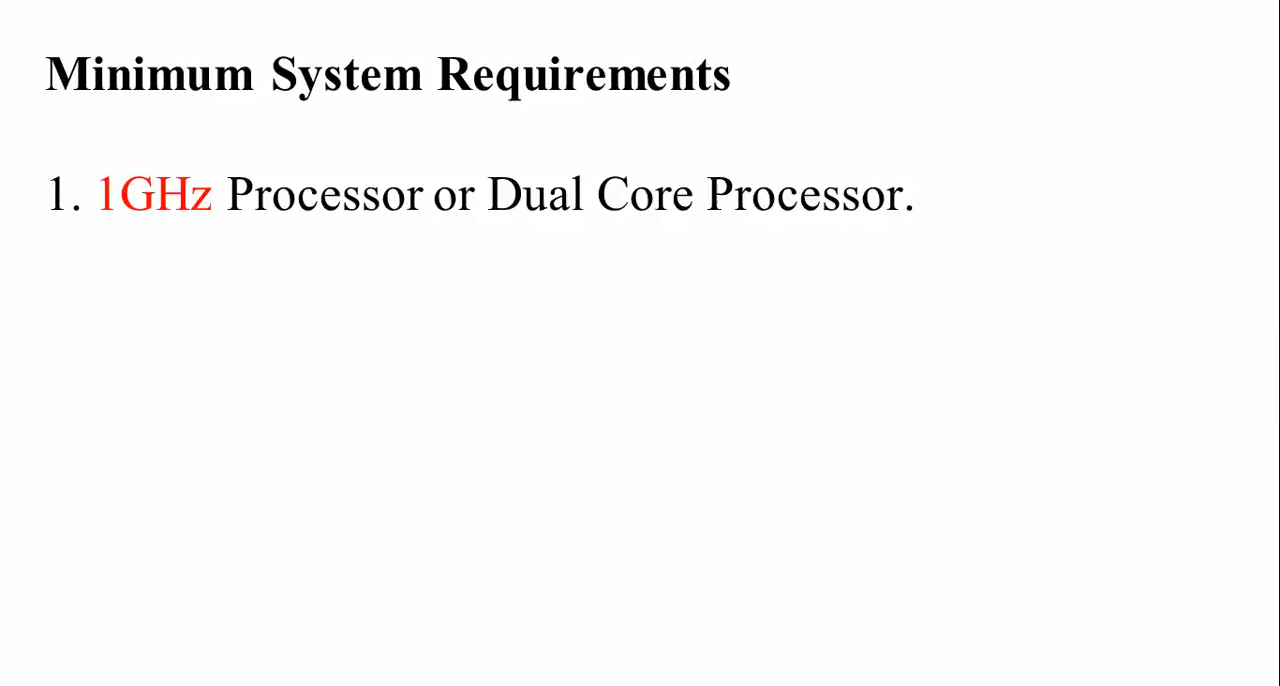 Minimum System Requirements
1. 1GHz Processor or Dual Core Processor.